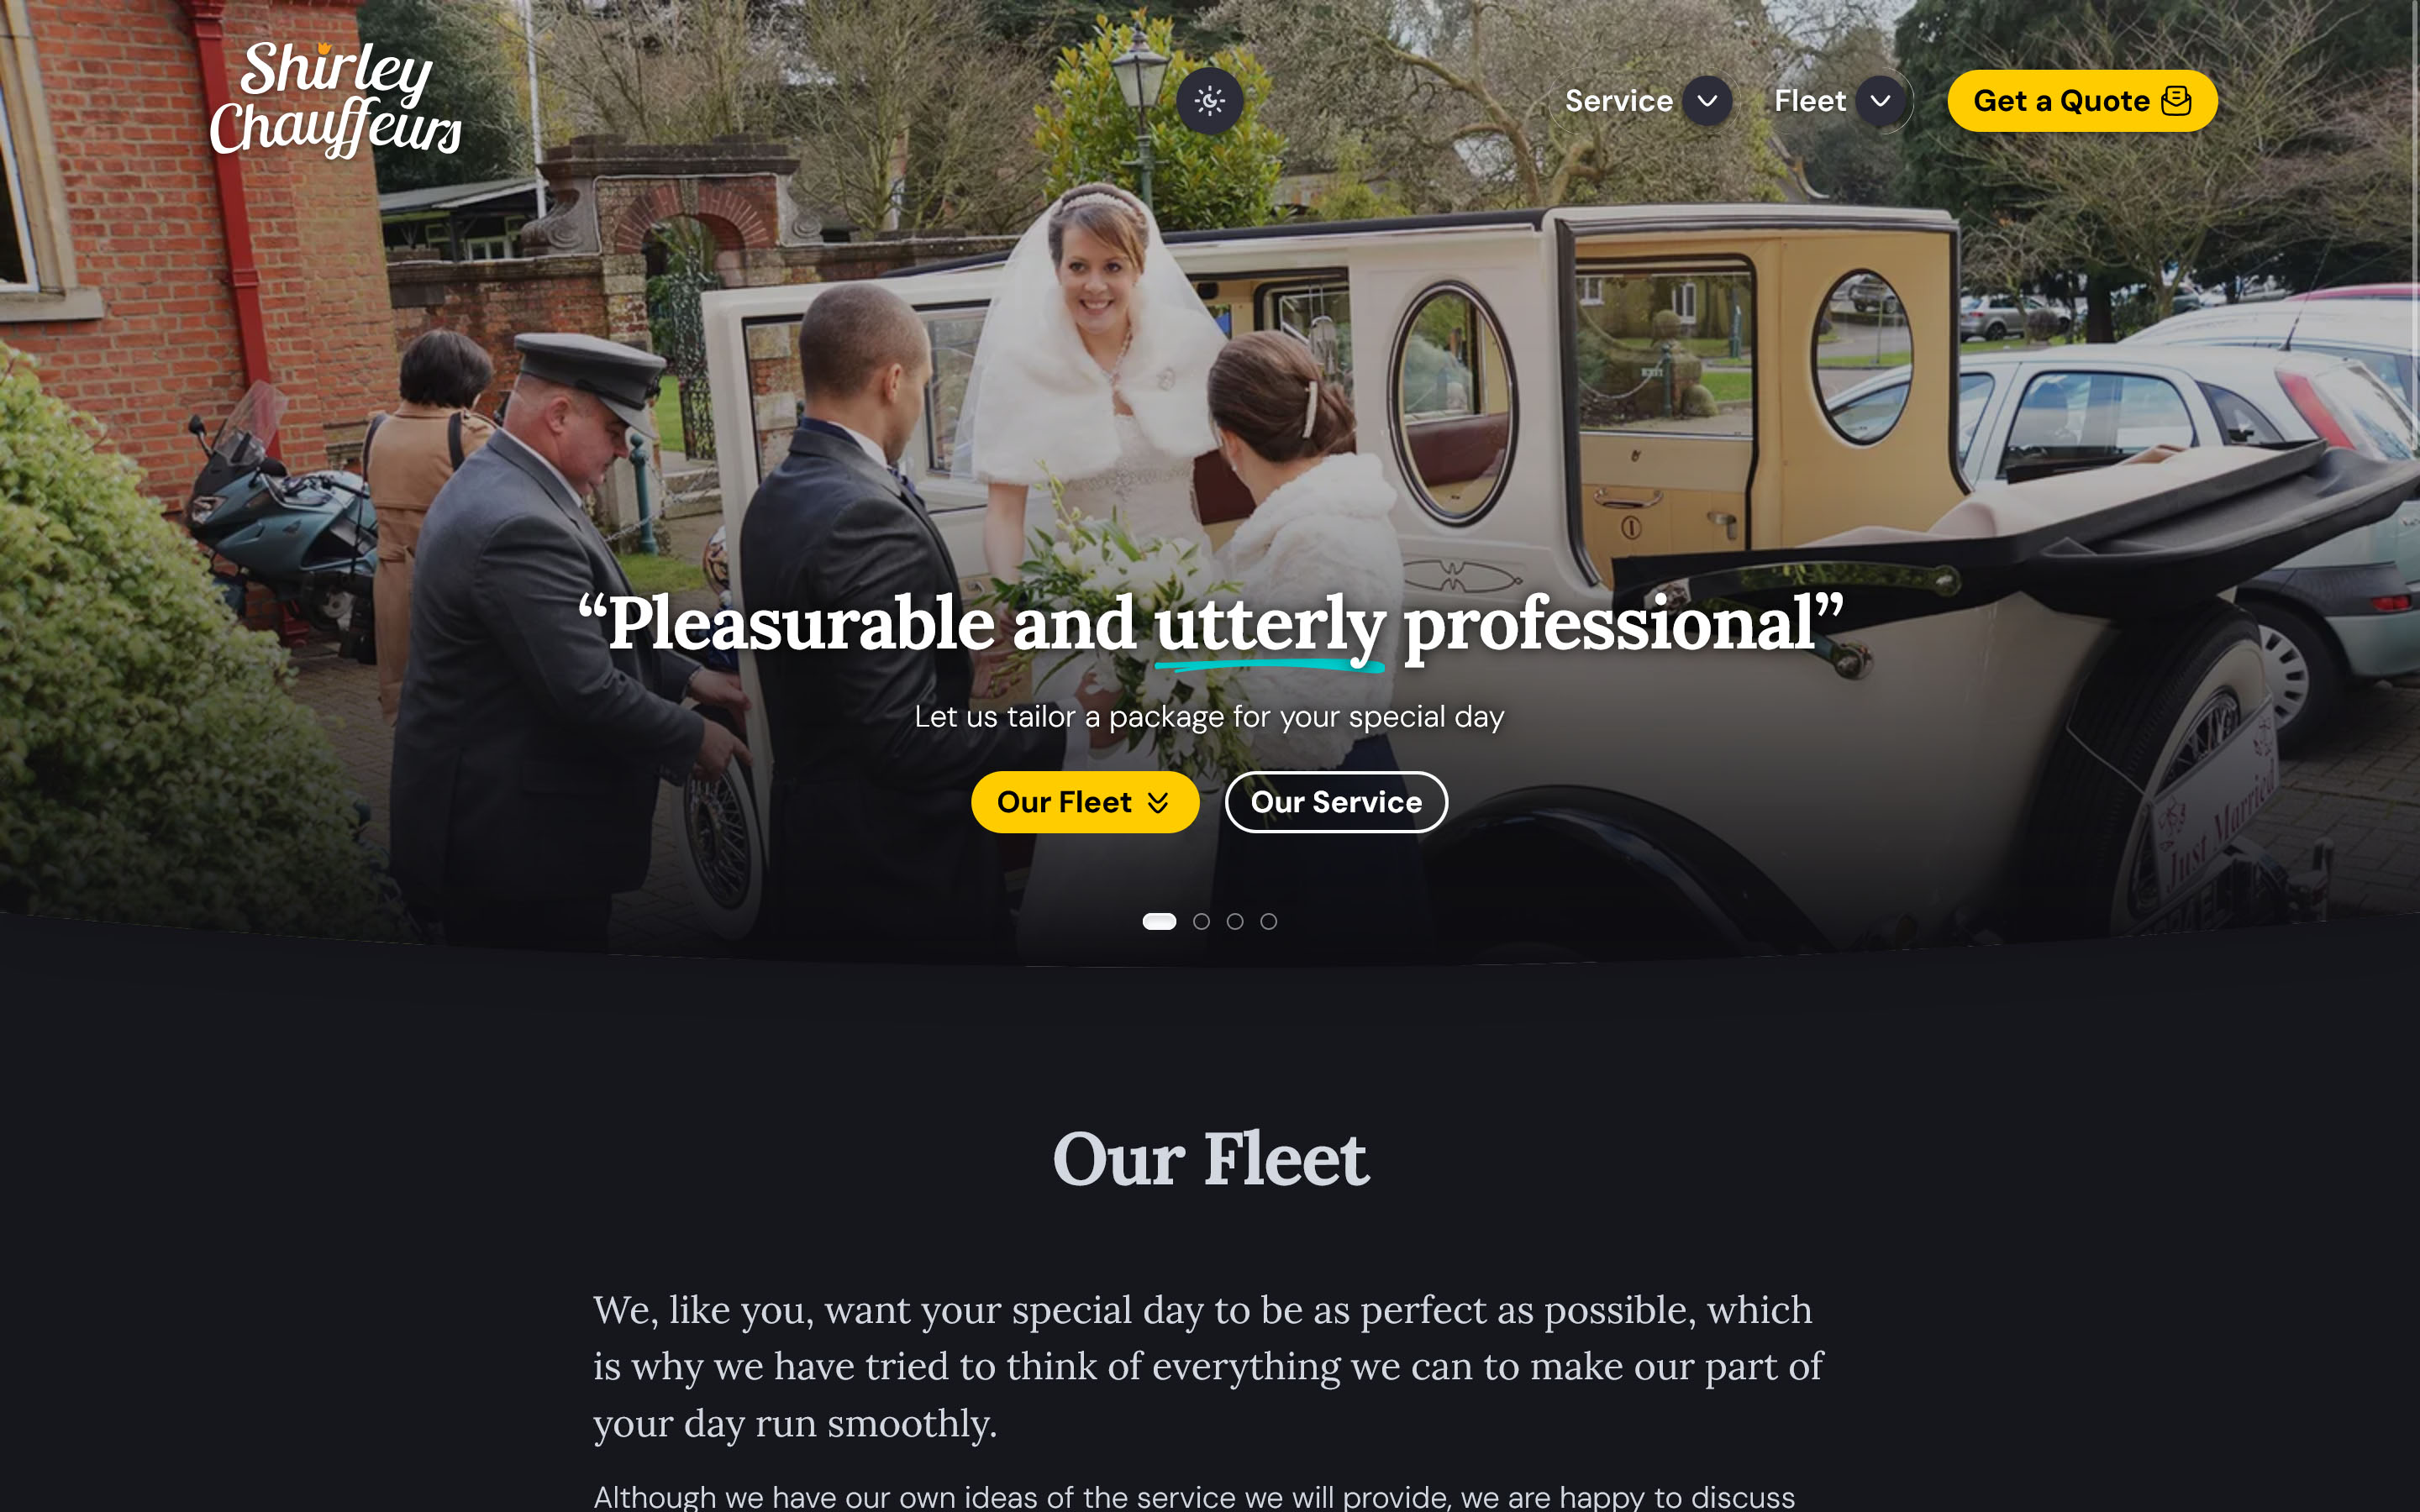 Shirley
Chauffeurs
Service
Fleet
Get a Quote
“Pleasurable and utterly professional”
Let us tailor a package for your special day
Our Fleet
Our Service
Just Married
Our Fleet
We, like you, want your special day to be as perfect as possible, which
is why we have tried to think of everything we can to make our part of
your day run smoothly.
Although we have our own ideas of the service we will provide, we are happy to discuss